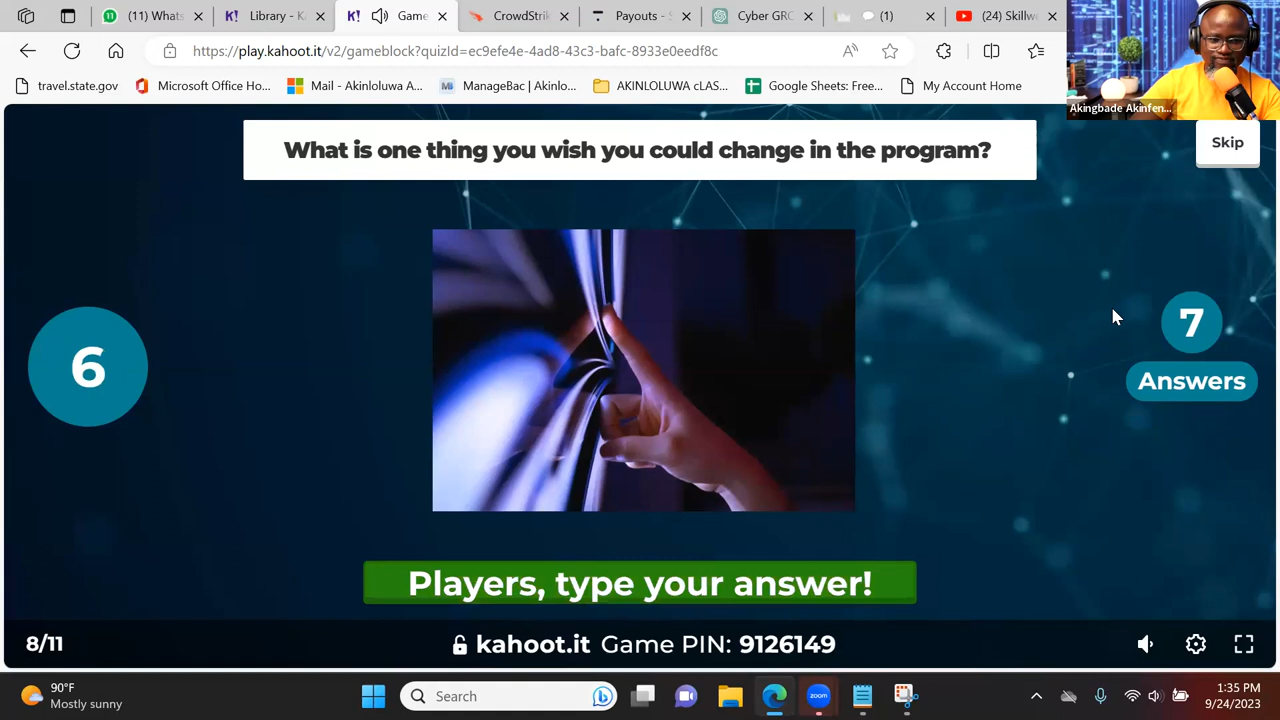 (11) Whats
Library - K
Game
CrowdStrik
Payouts - S
Cyber GRC
(1)
(24) Skillw
https://play.kahoot.it/v2/gameblock?quizId=ec9efe4e-4ad8-43c3-bafc-8933e0eedf8c
travel.state.gov
Microsoft Office Ho...
Mail - Akinloluwa A...
ManageBac | Akinlo...
AKINLOLUWA cLAS...
Google Sheets: Free...
My Account Home
Akingbade Akinfen...
What is one thing you wish you could change in the program?
Skip
6
7
Answers
Players, type your answer!
8/11
kahoot.it Game PIN: 9126149
90°F
Mostly sunny
Search
zoom
1:35 PM
9/24/2023